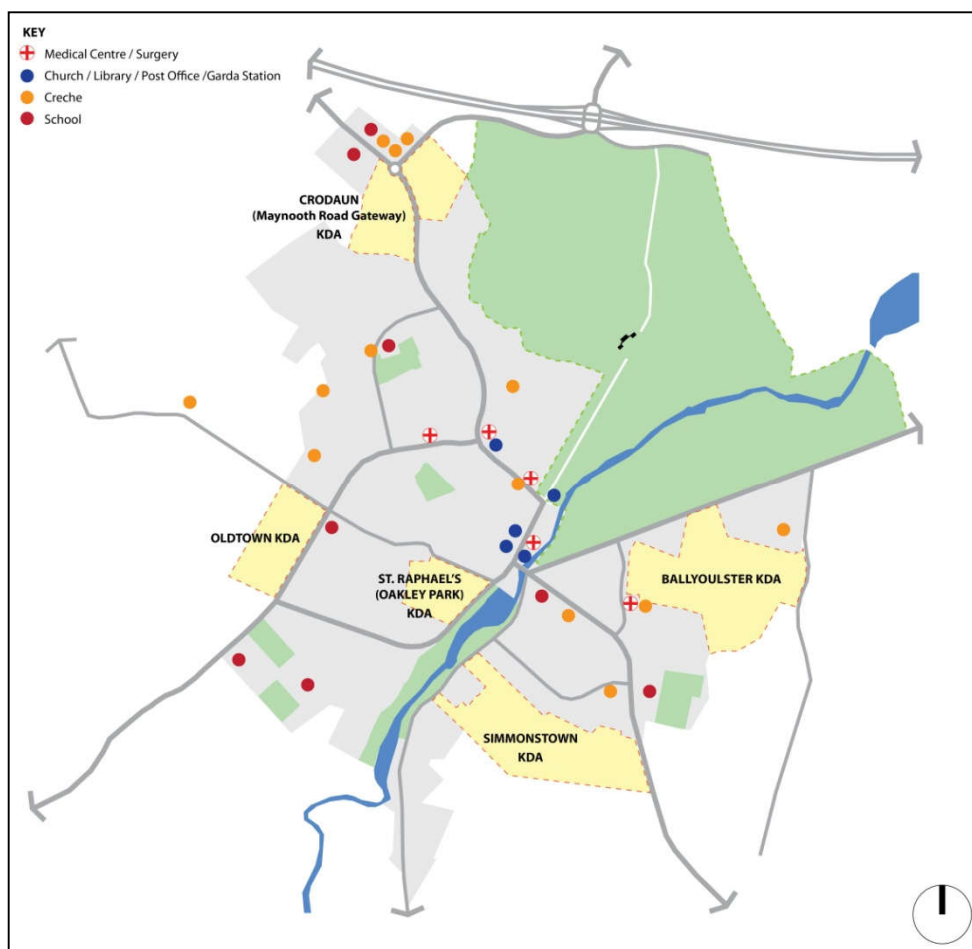 KEY
Medical Centre / Surgery
Church / Library / Post Office /Garda Station
Creche
School
CRODAUN
(Maynooth Road Gateway)
KDA
OLDTOWN KDA
ST. RAPHAEL'S
(OAKLEY PARK)
KDA
BALLYOULSTER KDA
SIMMONSTOWN
KDA